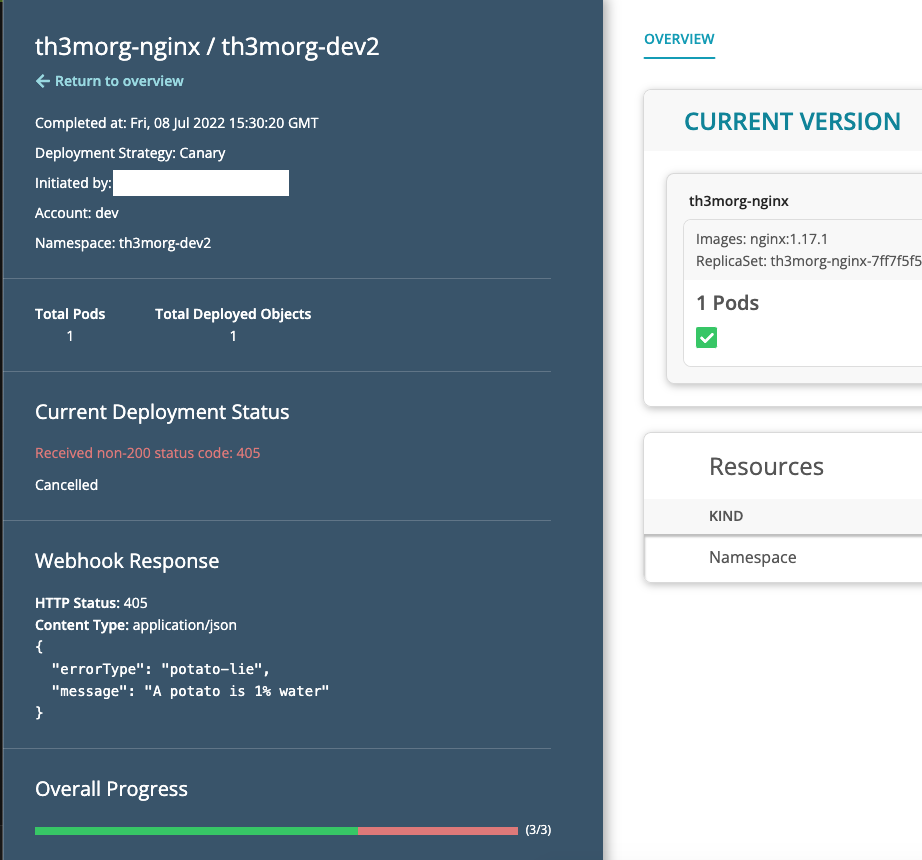 th3morg-nginx / th3morg-dev2
← Return to overview
Completed at: Fri, 08 Jul 2022 15:30:20 GMT
Deployment Strategy: Canary
Initiated by:
Account: dev
Namespace: th3morg-dev2
Total Pods Total Deployed Objects
1 1
Current Deployment Status
Received non-200 status code: 405
Cancelled
Webhook Response
HTTP Status: 405
Content Type: application/json
{
  "errorType": "potato-lie",
  "message": "A potato is 1% water"
}
Overall Progress
(3/3)
OVERVIEW
CURRENT VERSION
th3morg-nginx
Images: nginx:1.17.1
ReplicaSet: th3morg-nginx-7ff7f5f5
1 Pods
Resources
KIND
Namespace